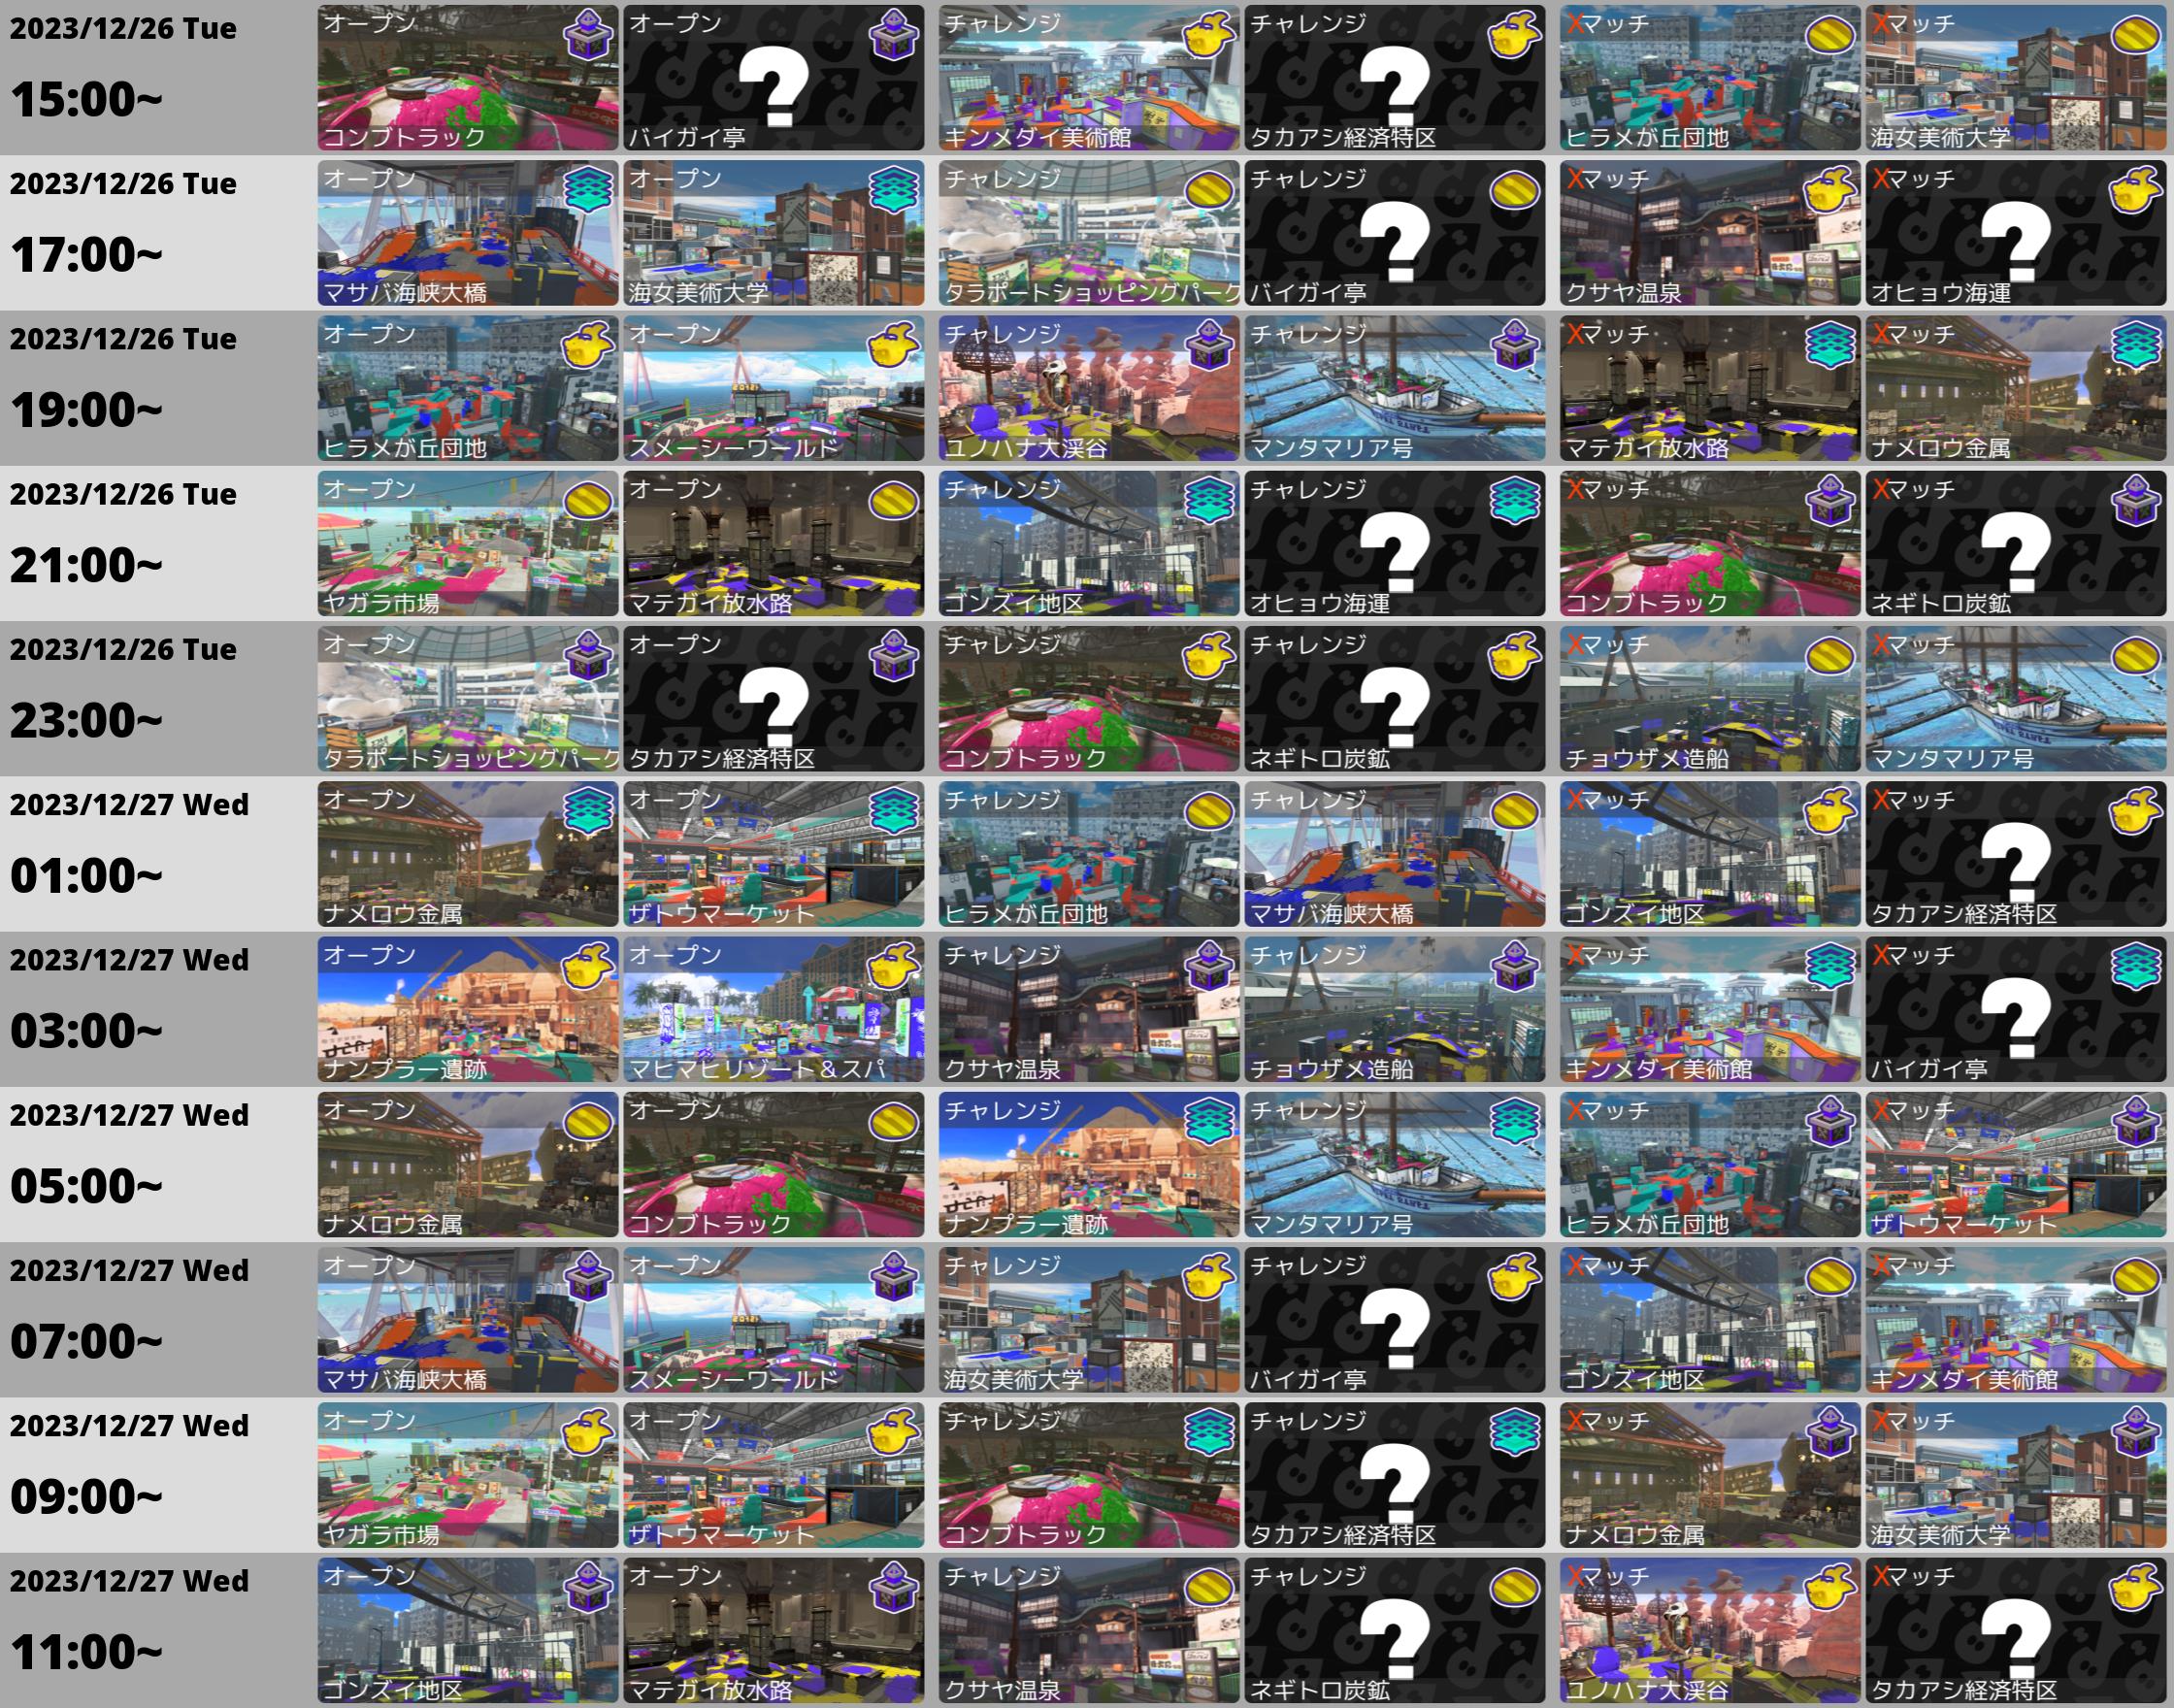 2023/12/26 Tue
15:00~
オープン
コンブトラック
オープン
バイガイ亭
チャレンジ
キンメダイ美術館
チャレンジ
タカアシ経済特区
Xマッチ
ヒラメが丘団地
Xマッチ
海女美術大学
2023/12/26 Tue
17:00~
オープン
マサバ海峡大橋
オープン
海女美術大学
チャレンジ
タラポートショッピングパーク
チャレンジ
バイガイ亭
Xマッチ
クサヤ温泉
Xマッチ
オヒョウ海運
2023/12/26 Tue
19:00~
オープン
ヒラメが丘団地
オープン
スメーシーワールド
チャレンジ
ユノハナ大渓谷
チャレンジ
マンタマリア号
Xマッチ
マテガイ放水路
Xマッチ
ナメロウ金属
2023/12/26 Tue
21:00~
オープン
ヤガラ市場
オープン
マテガイ放水路
チャレンジ
ゴンズイ地区
チャレンジ
オヒョウ海運
Xマッチ
コンブトラック
Xマッチ
ネギトロ炭鉱
2023/12/26 Tue
23:00~
オープン
タラポートショッピングパーク
オープン
タカアシ経済特区
チャレンジ
コンブトラック
チャレンジ
ネギトロ炭鉱
Xマッチ
チョウザメ造船
Xマッチ
マンタマリア号
2023/12/27 Wed
01:00~
オープン
ナメロウ金属
オープン
ザトウマーケット
チャレンジ
ヒラメが丘団地
チャレンジ
マサバ海峡大橋
Xマッチ
ゴンズイ地区
Xマッチ
タカアシ経済特区
2023/12/27 Wed
03:00~
オープン
ナンプラー遺跡
オープン
マヒマヒリゾート＆スパ
チャレンジ
クサヤ温泉
チャレンジ
チョウザメ造船
Xマッチ
キンメダイ美術館
Xマッチ
バイガイ亭
2023/12/27 Wed
05:00~
オープン
ナメロウ金属
オープン
コンブトラック
チャレンジ
ナンプラー遺跡
チャレンジ
マンタマリア号
Xマッチ
ヒラメが丘団地
Xマッチ
ザトウマーケット
2023/12/27 Wed
07:00~
オープン
マサバ海峡大橋
オープン
スメーシーワールド
チャレンジ
海女美術大学
チャレンジ
バイガイ亭
Xマッチ
ゴンズイ地区
Xマッチ
キンメダイ美術館
2023/12/27 Wed
09:00~
オープン
ヤガラ市場
オープン
ザトウマーケット
チャレンジ
コンブトラック
チャレンジ
タカアシ経済特区
Xマッチ
ナメロウ金属
Xマッチ
海女美術大学
2023/12/27 Wed
11:00~
オープン
ゴンズイ地区
オープン
マテガイ放水路
チャレンジ
クサヤ温泉
チャレンジ
ネギトロ炭鉱
Xマッチ
ユノハナ大渓谷
Xマッチ
タカアシ経済特区